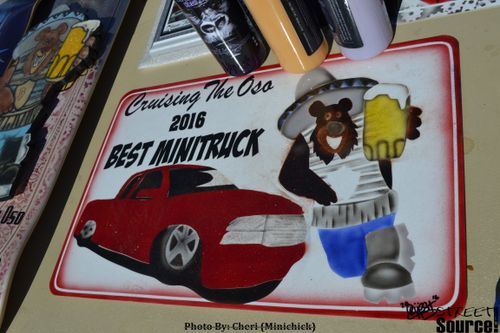 Cruising The Oso
2016
BEST MINITRUCK
Oso
STREET
Source!
Photo By: Cheri {Minichick}